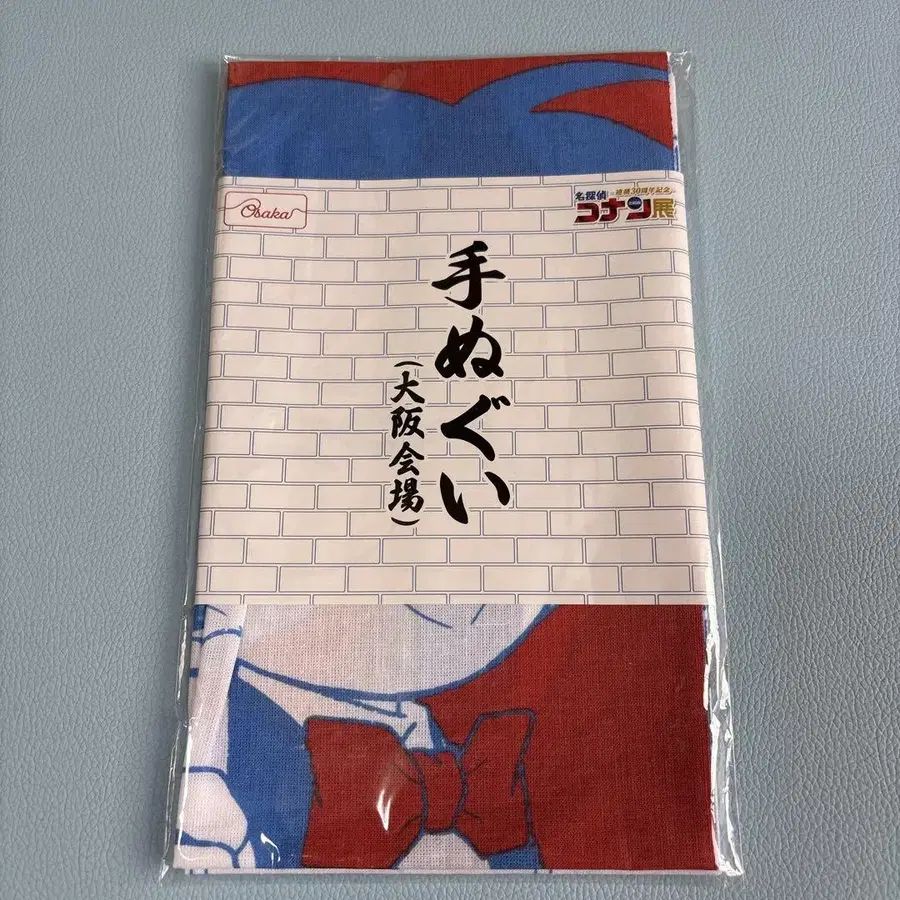 Osaka
連載30周年記念
名探偵
コナン展
手ぬぐい
(大阪会場)